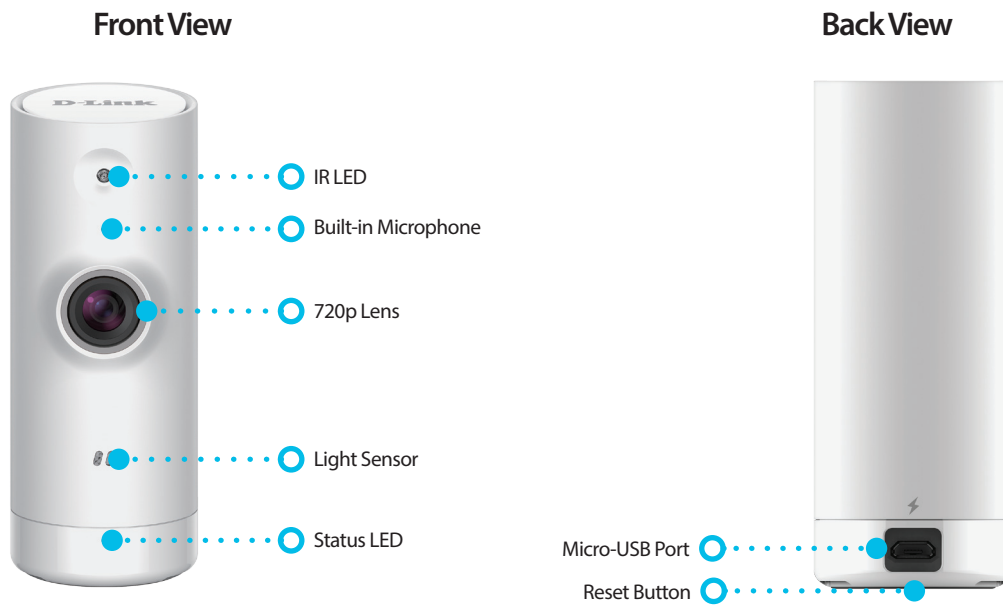 Front View
Back View
D-Link
IR LED
Built-in Microphone
720p Lens
Light Sensor
Status LED
Micro-USB Port
Reset Button